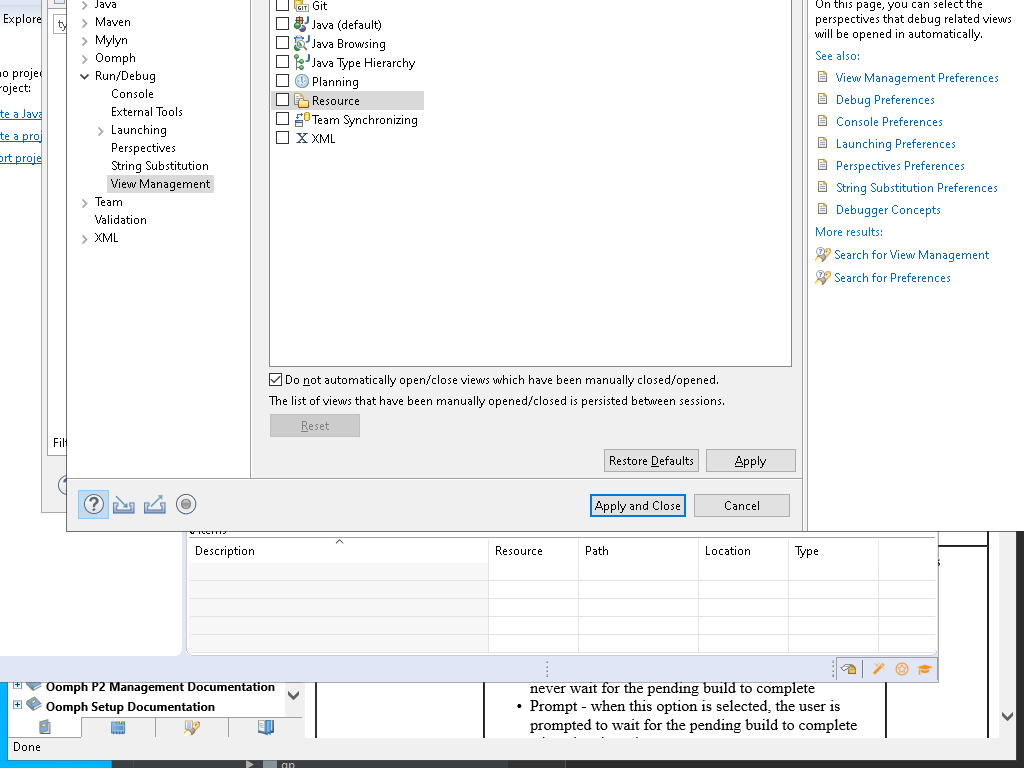 Explore
no proje
roject:
te a Java
te a proj
ort proje
Java
Maven
Mylyn
Oomph
Run/Debug
Console
External Tools
Launching
Perspectives
String Substitution
View Management
Team
Validation
XML
Git
Java (default)
Java Browsing
Java Type Hierarchy
Planning
Resource
Team Synchronizing
XML
Do not automatically open/close views which have been manually closed/opened.
The list of views that have been manually opened/closed is persisted between sessions.
Reset
Restore Defaults
Apply
Apply and Close
Cancel
On this page, you can select the
perspectives that debug related views
will be opened in automatically.
See also:
View Management Preferences
Debug Preferences
Console Preferences
Launching Preferences
Perspectives Preferences
String Substitution Preferences
Debugger Concepts
More results:
Search for View Management
Search for Preferences
Description
Resource
Path
Location
Type
Oomph P2 Management Documentation
Oomph Setup Documentation
never wait for the pending build to complete
• Prompt - when this option is selected, the user is
prompted to wait for the pending build to complete
Done